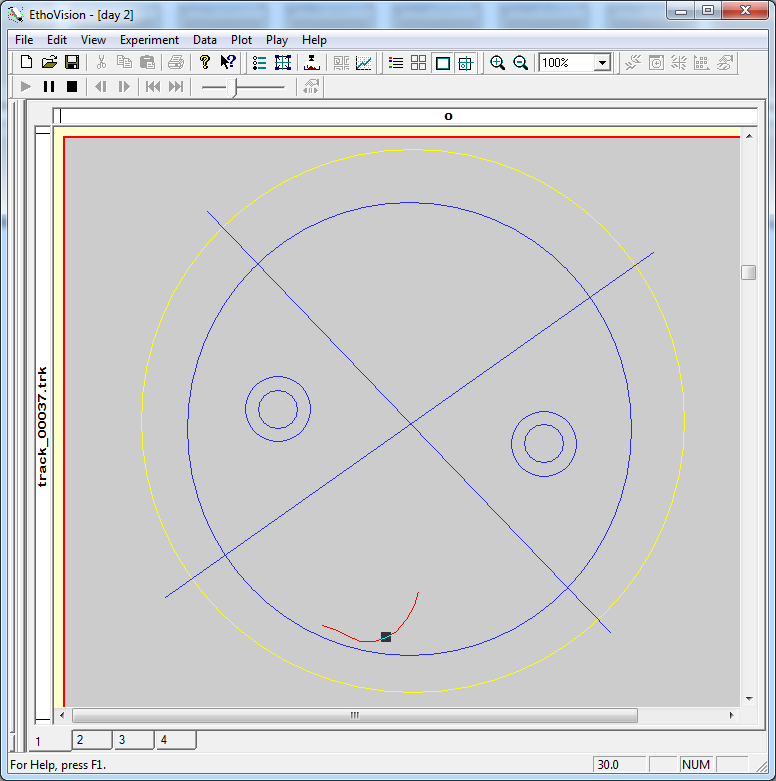 EthoVision - [day 2]
File Edit View Experiment Data Plot Play Help
100%
o
track_00037.trk
1 2 3 4
For Help, press F1. 30.0 NUM